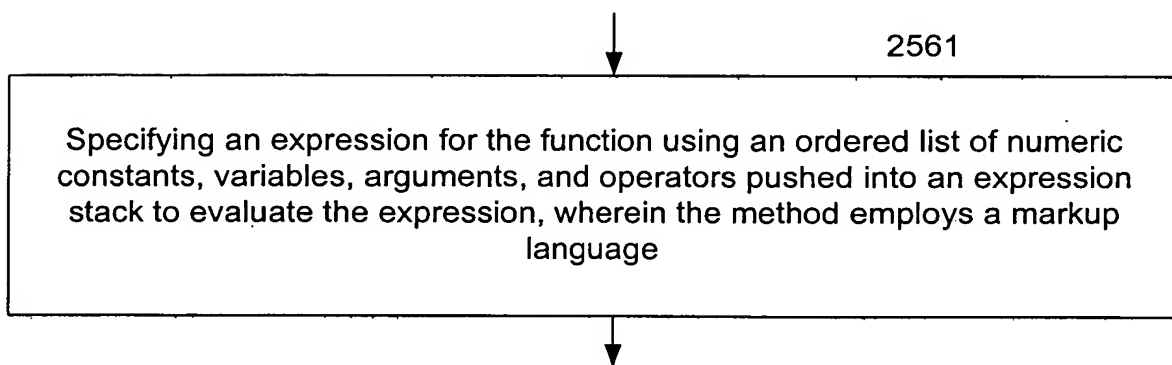 2561
Specifying an expression for the function using an ordered list of numeric
constants, variables, arguments, and operators pushed into an expression
stack to evaluate the expression, wherein the method employs a markup
language